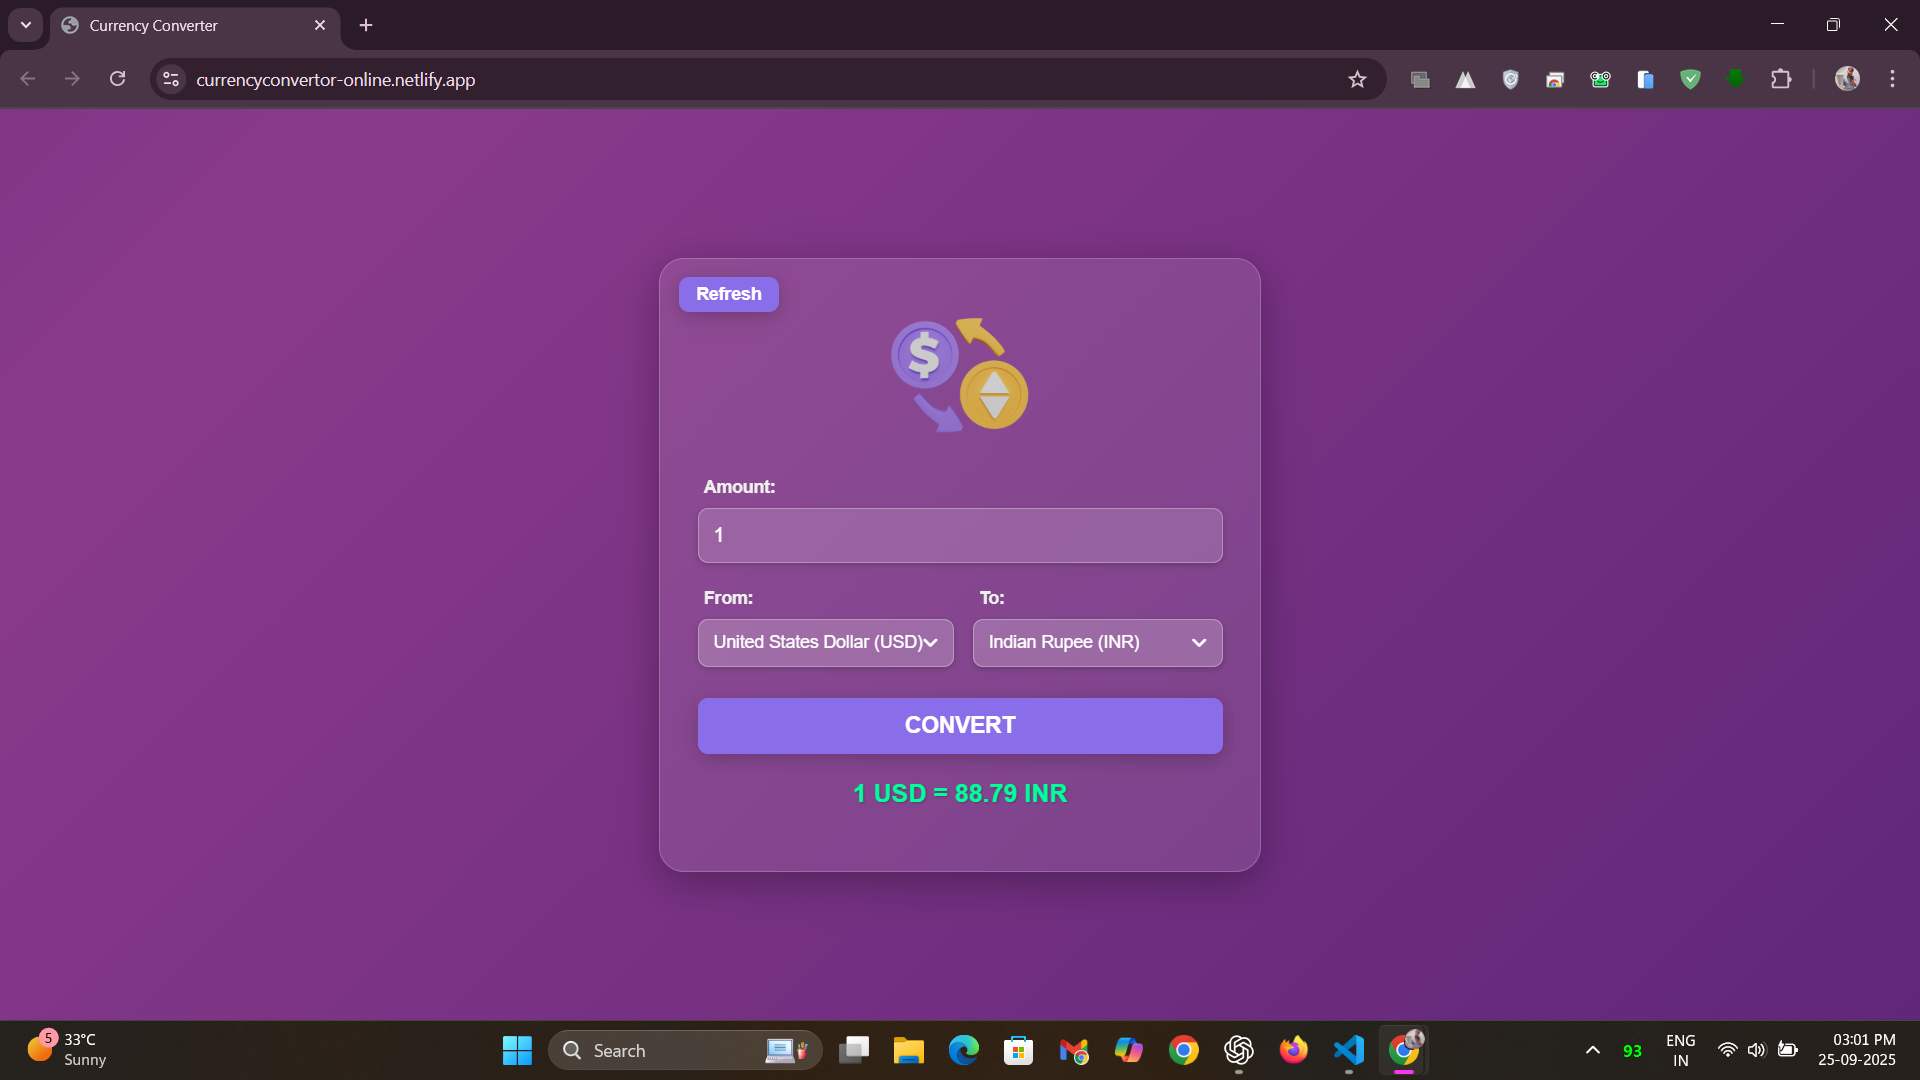 Currency Converter
currencyconvertor-online.netlify.app
Refresh
$
Amount:
1
From:
To:
United States Dollar (USD)
Indian Rupee (INR)
CONVERT
1 USD = 88.79 INR
5
33°C
Sunny
Search
93
ENG
IN
03:01 PM
25-09-2025